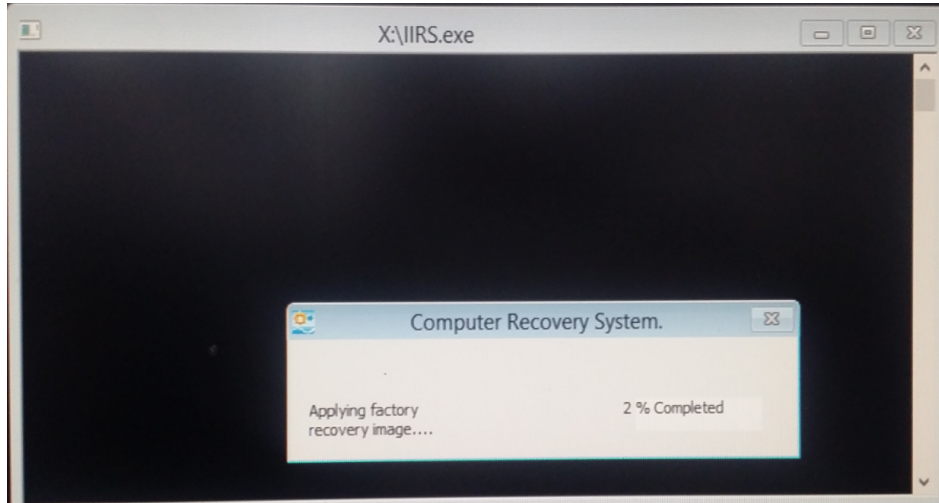 X:\IIRS.exe
Computer Recovery System.
Applying factory
recovery image....
2 % Completed